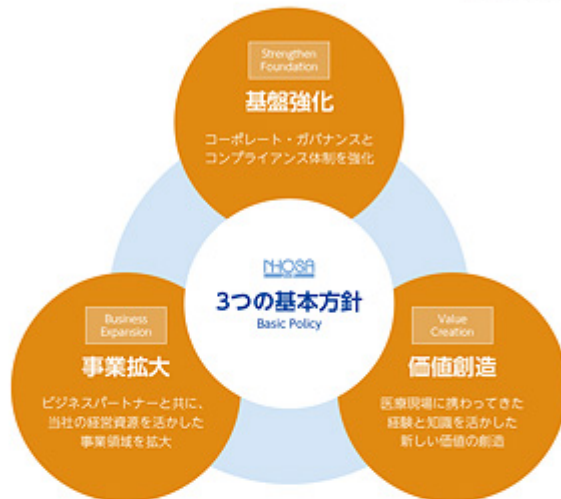 Strengthen
Foundation
基盤強化
コーポレート・ガバナンスと
コンプライアンス体制を強化
NHOSA
3つの基本方針
Basic Policy
Business
Expansion
事業拡大
ビジネスパートナーと共に、
当社の経営資源を活かした
事業領域を拡大
Value
Creation
価値創造
医療現場に携わってきた
経験と知識を活かした
新しい価値の創造